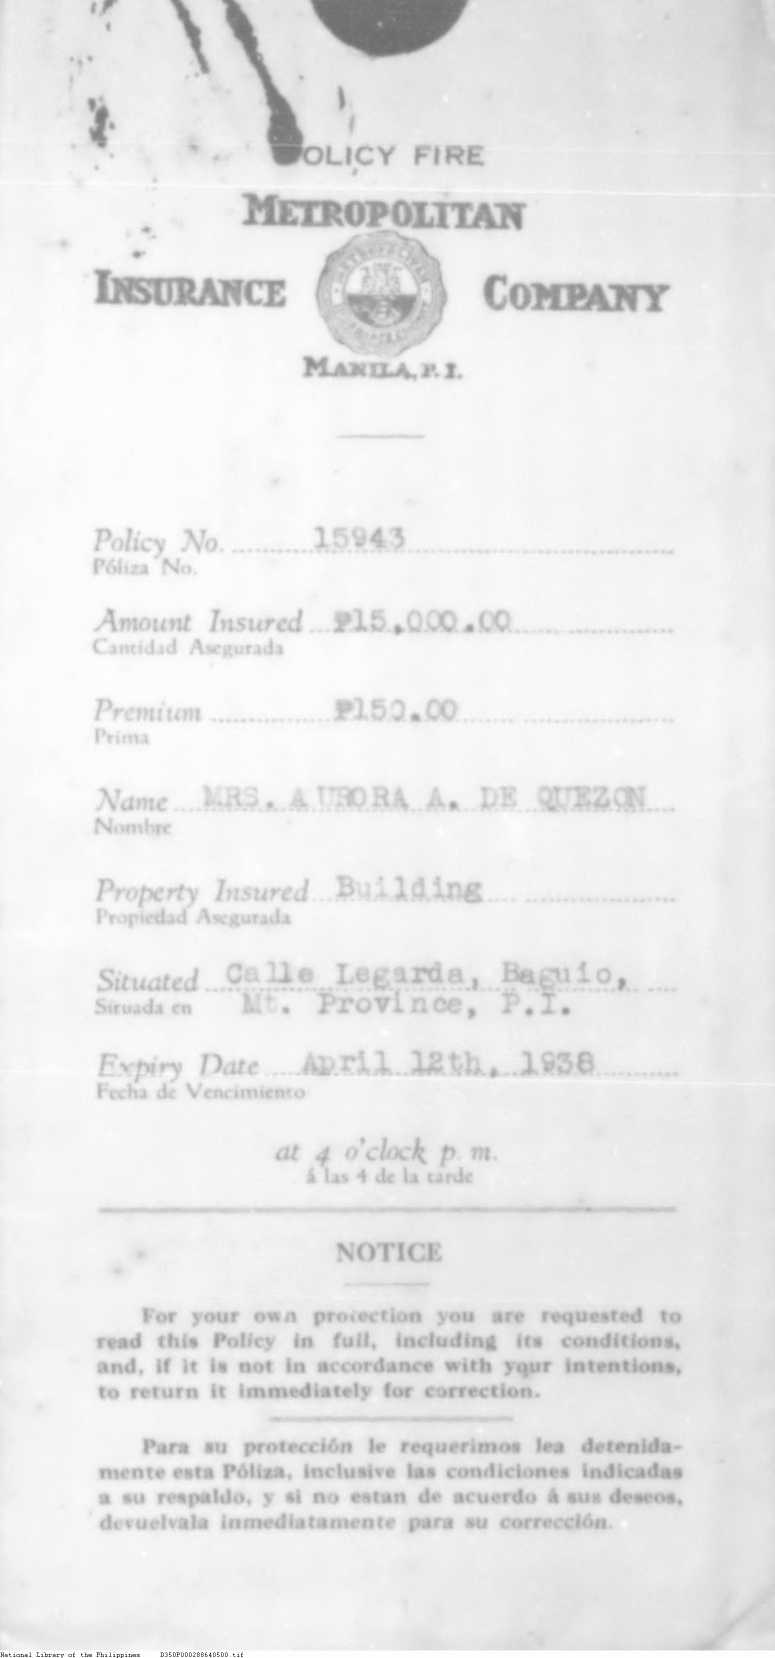 POLICY FIRE
METROPOLITAN
INSURANCE COMPANY
MANILA, P. I.
Policy No. 15943
Póliza No.
Amount Insured ₱15,000.00
Cantidad Asegurada
Premium ₱150.00
Prima
Name MRS. AURORA A. DE QUEZON
Nombre
Property Insured Building
Propiedad Asegurada
Situated Calle Legarda, Baguio,
Situada en Mt. Province, P.I.
Expiry Date April 12th, 1938
Fecha de Vencimiento
at 4 o'clock p. m.
á las 4 de la tarde
NOTICE
For your own protection you are requested to
read this Policy in full, including its conditions,
and, if it is not in accordance with your intentions,
to return it immediately for correction.
Para su protección le requerimos lea detenida-
mente esta Póliza, inclusive las condiciones indicadas
a su respaldo, y si no estan de acuerdo á sus deseos,
devuelvala inmediatamente para su corrección.
National Library of the Philippines D350P000288640500.tif